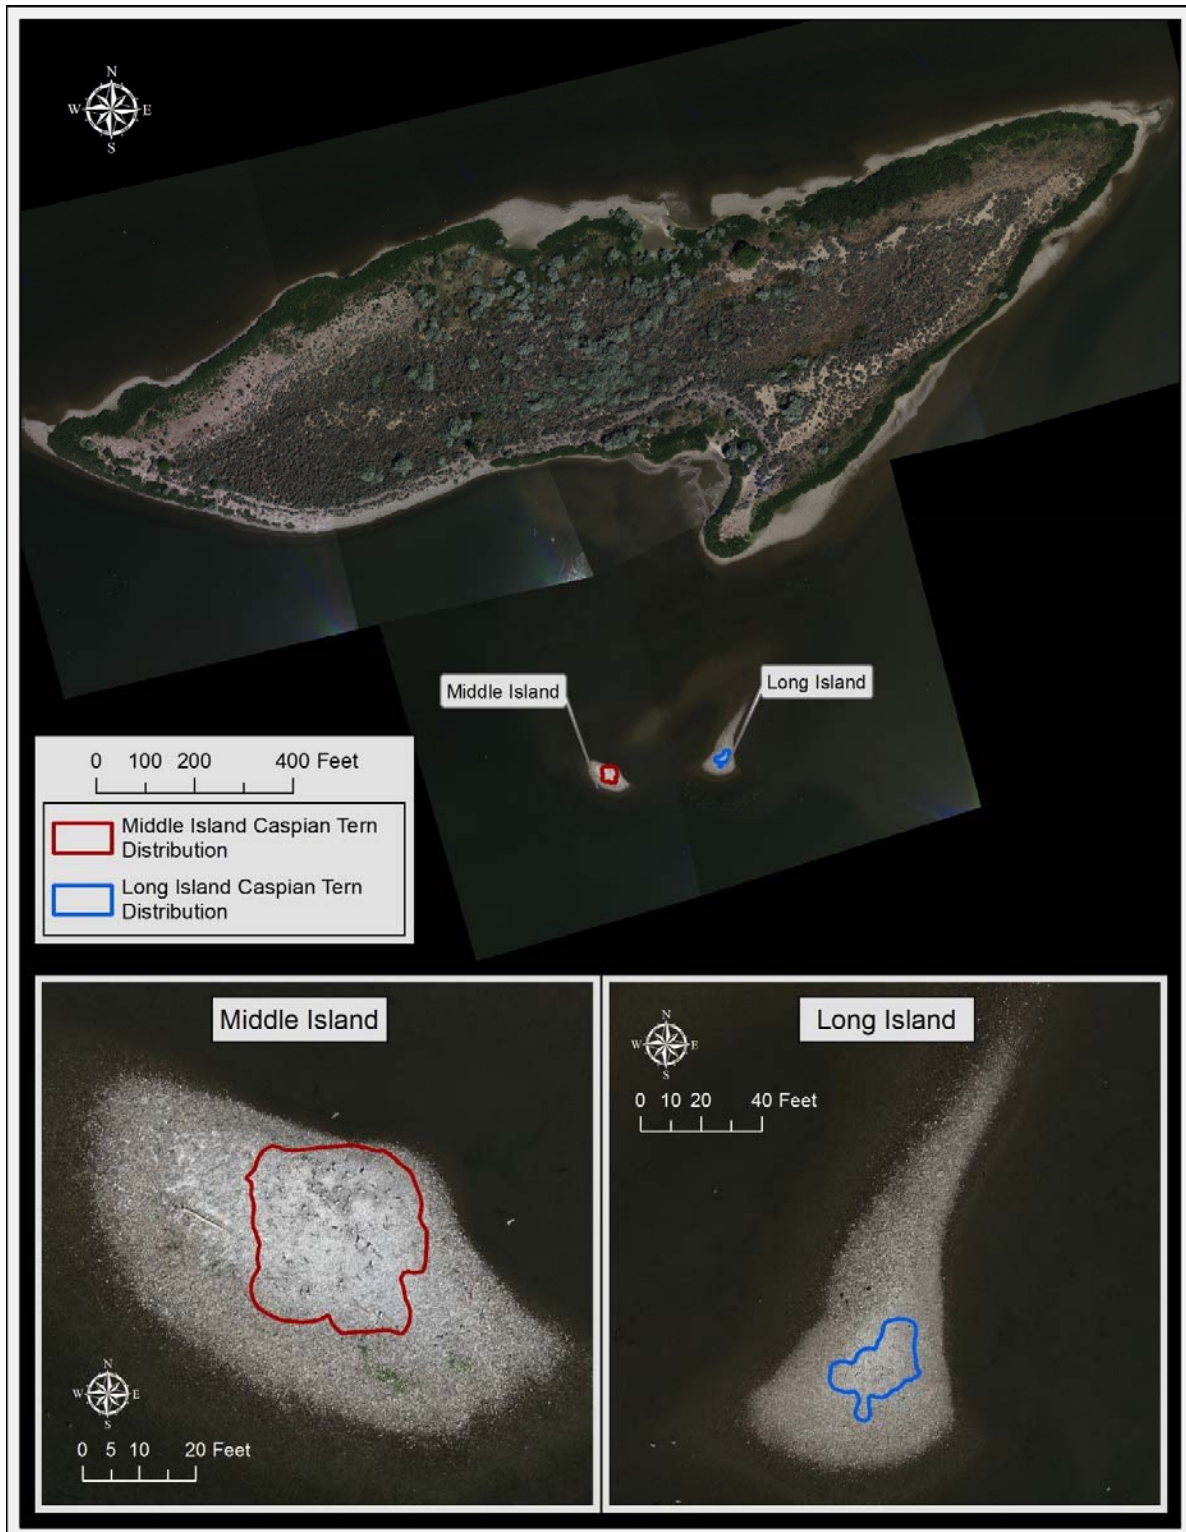 N
W E
S
Middle Island
Long Island
0 100 200 400 Feet
Middle Island Caspian Tern
Distribution
Long Island Caspian Tern
Distribution
Middle Island
Long Island
N
W E
S
0 10 20 40 Feet
N
W E
S
0 5 10 20 Feet